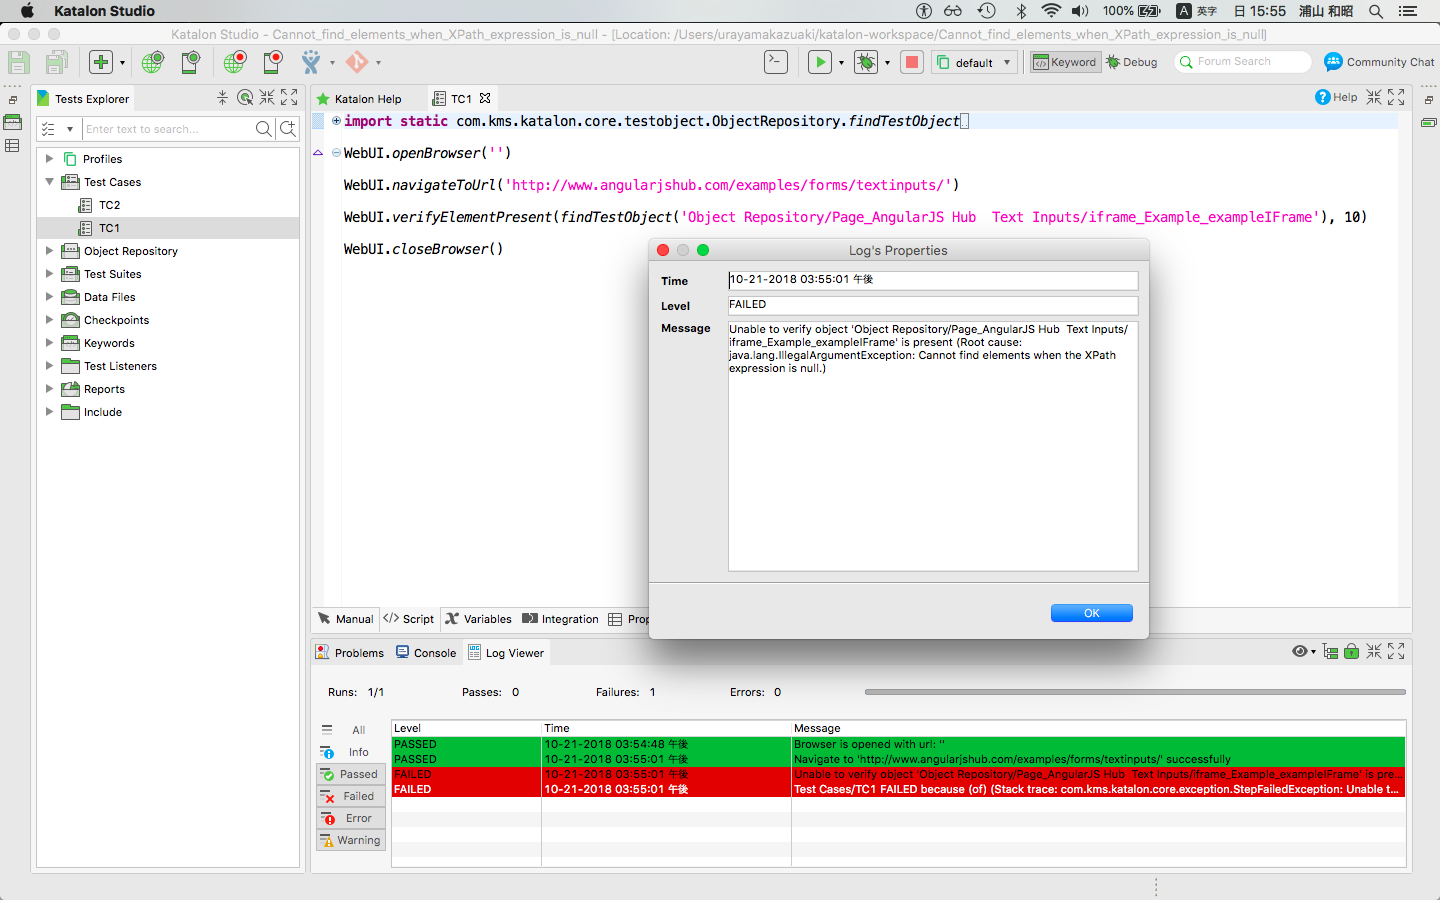 Katalon Studio
100%
A 英字
日 15:55
浦山 和昭
Katalon Studio - Cannot_find_elements_when_XPath_expression_is_null - [Location: /Users/urayamakazuaki/katalon-workspace/Cannot_find_elements_when_XPath_expression_is_null]
default
Keyword
Debug
Forum Search
Community Chat
Tests Explorer
Enter text to search...
Profiles
Test Cases
TC2
TC1
Object Repository
Test Suites
Data Files
Checkpoints
Keywords
Test Listeners
Reports
Include
Katalon Help
TC1
Help
import static com.kms.katalon.core.testobject.ObjectRepository.findTestObject
WebUI.openBrowser('')
WebUI.navigateToUrl('http://www.angularjshub.com/examples/forms/textinputs/')
WebUI.verifyElementPresent(findTestObject('Object Repository/Page_AngularJS Hub  Text Inputs/iframe_Example_exampleIFrame'), 10)
WebUI.closeBrowser()
Log's Properties
Time
10-21-2018 03:55:01 午後
Level
FAILED
Message
Unable to verify object 'Object Repository/Page_AngularJS Hub  Text Inputs/
iframe_Example_exampleIFrame' is present (Root cause:
java.lang.IllegalArgumentException: Cannot find elements when the XPath
expression is null.)
OK
Manual
Script
Variables
Integration
Prop
Problems
Console
Log Viewer
Runs: 1/1
Passes: 0
Failures: 1
Errors: 0
All
Info
Passed
Failed
Error
Warning
Level Time Message
PASSED 10-21-2018 03:54:48 午後 Browser is opened with url: ''
PASSED 10-21-2018 03:55:01 午後 Navigate to 'http://www.angularjshub.com/examples/forms/textinputs/' successfully
FAILED 10-21-2018 03:55:01 午後 Unable to verify object 'Object Repository/Page_AngularJS Hub  Text Inputs/iframe_Example_exampleIFrame' is pre...
FAILED 10-21-2018 03:55:01 午後 Test Cases/TC1 FAILED because (of) (Stack trace: com.kms.katalon.core.exception.StepFailedException: Unable t...